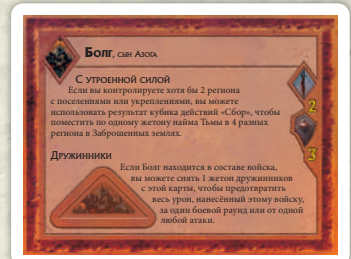 Болг, сын Азога
С утроенной силой
Если вы контролируете хотя бы 2 региона
с поселениями или укреплениями, вы можете
использовать результат кубика действий «Сбор», чтобы
поместить по одному жетону найма Тьмы в 4 разных
региона в Заброшенных землях.
2
3
Дружинники
Если Болг находится в составе войска,
вы можете снять 1 жетон дружинников
с этой карты, чтобы предотвратить
весь урон, нанесённый этому войску,
за один боевой раунд или от одной
любой атаки.